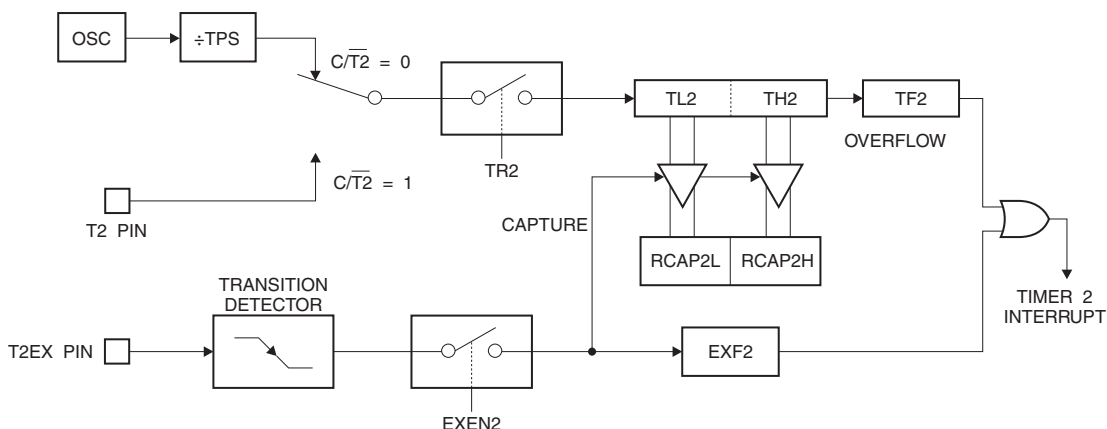 OSC
÷TPS
C/T2̅ = 0
TR2
TL2
TH2
TF2
OVERFLOW
C/T2̅ = 1
T2 PIN
CAPTURE
RCAP2L
RCAP2H
TIMER 2
INTERRUPT
TRANSITION
DETECTOR
T2EX PIN
EXF2
EXEN2